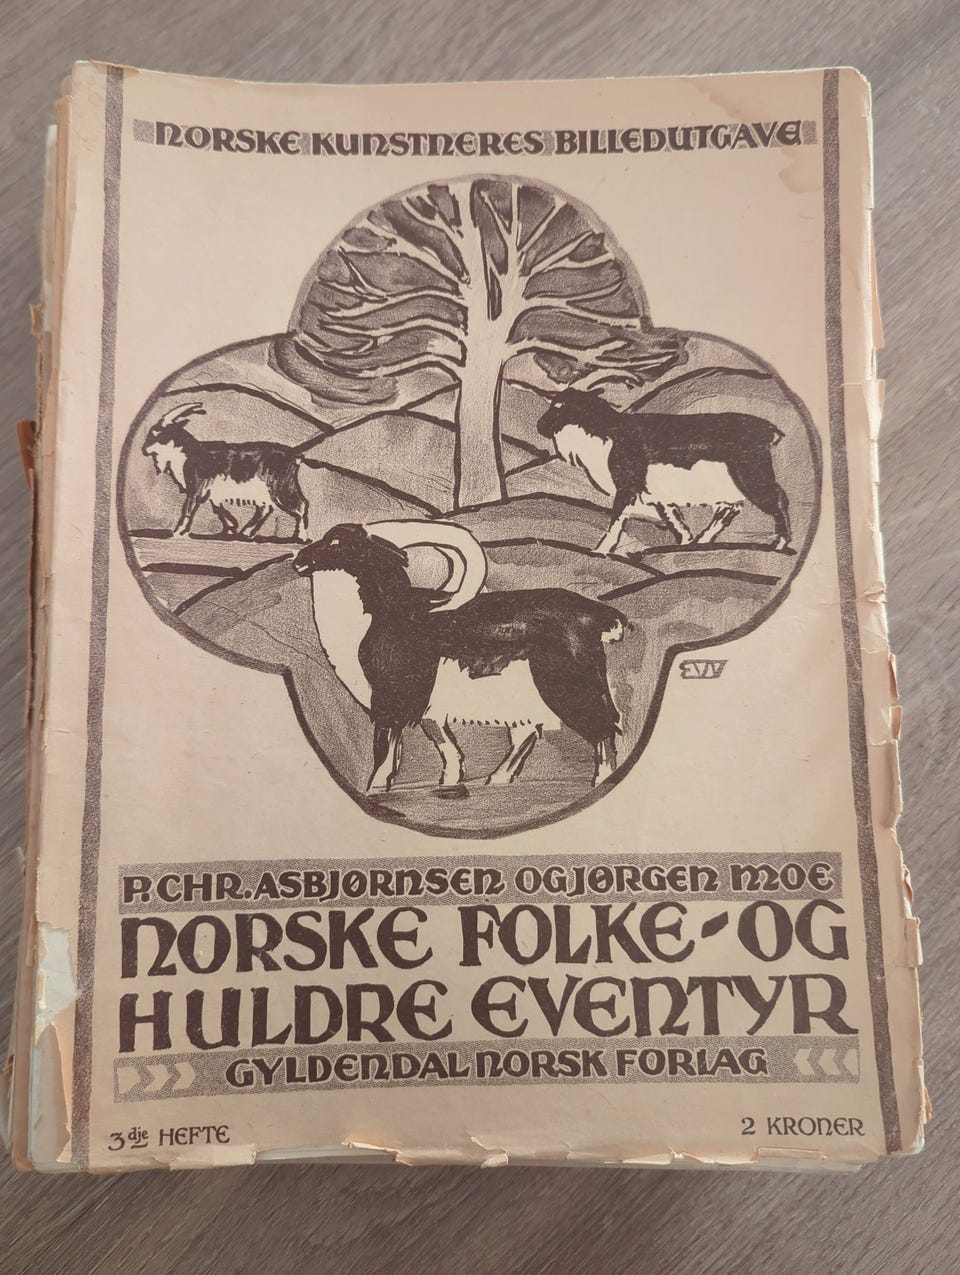 NORSKE KUNSTNERES BILLEDUTGAVE
P. CHR. ASBJØRNSEN OG JØRGEN MOE
NORSKE FOLKE-OG
HULDRE EVENTYR
GYLDENDAL NORSK FORLAG
3dje HEFTE
2 KRONER